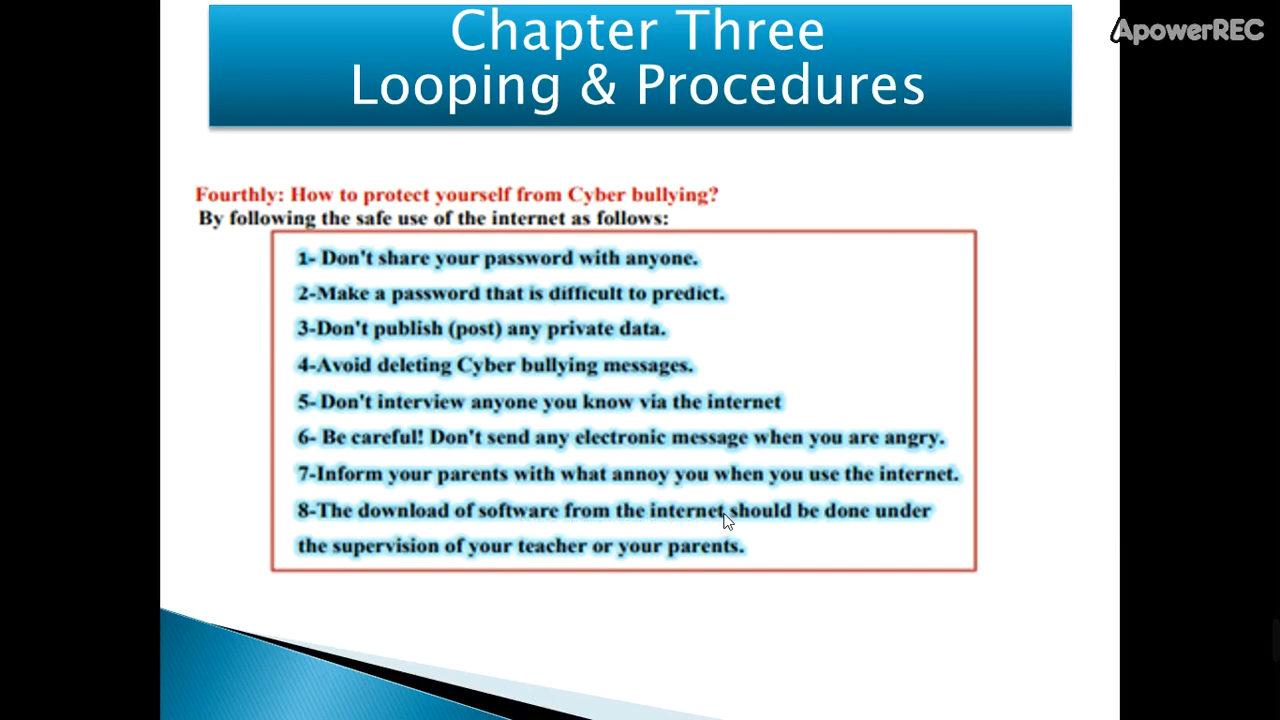 Chapter Three
Looping & Procedures
ApowerREC
Fourthly: How to protect yourself from Cyber bullying?
By following the safe use of the internet as follows:
1- Don't share your password with anyone.
2-Make a password that is difficult to predict.
3-Don't publish (post) any private data.
4-Avoid deleting Cyber bullying messages.
5- Don't interview anyone you know via the internet
6- Be careful! Don't send any electronic message when you are angry.
7-Inform your parents with what annoy you when you use the internet.
8-The download of software from the internet should be done under
the supervision of your teacher or your parents.